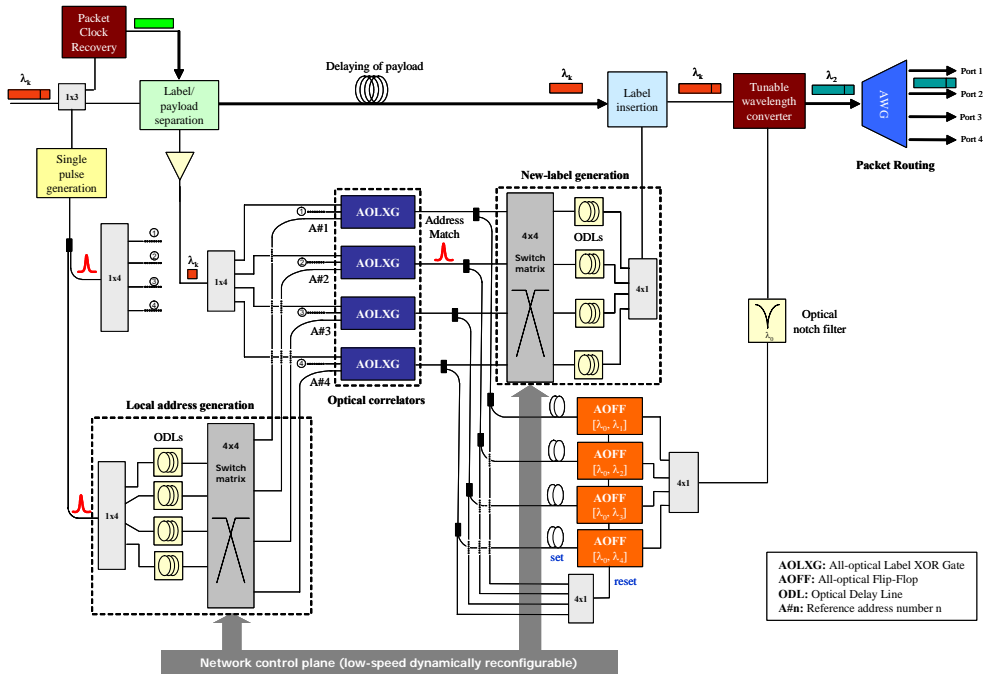 Packet
Clock
Recovery
λk
1x3
Label/
payload
separation
Delaying of payload
λk
Label
insertion
λk
Tunable
wavelength
converter
λ2
AWG
Port 1
Port 2
Port 3
Port 4
Packet Routing
Single
pulse
generation
1x4
1
2
3
4
λk
1x4
1
A#1
2
A#2
3
A#3
4
A#4
AOLXG
AOLXG
AOLXG
AOLXG
Optical correlators
Address
Match
New-label generation
4x4
Switch
matrix
ODLs
4x1
λ0
Optical
notch filter
Local address generation
ODLs
1x4
4x4
Switch
matrix
AOFF
[λ0, λ1]
AOFF
[λ0, λ2]
AOFF
[λ0, λ3]
AOFF
[λ0, λ4]
4x1
set
reset
4x1
AOLXG: All-optical Label XOR Gate
AOFF: All-optical Flip-Flop
ODL: Optical Delay Line
A#n: Reference address number n
Network control plane (low-speed dynamically reconfigurable)